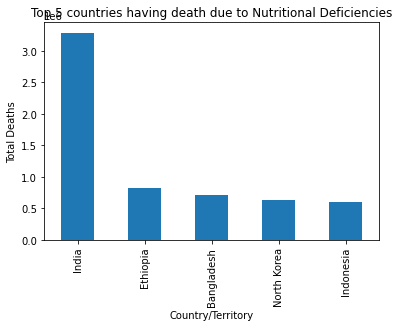 Top 5 countries having death due to Nutritional Deficiencies
1e6
3.0
2.5
2.0
1.5
1.0
0.5
0.0
Total Deaths
India
Ethiopia
Bangladesh
North Korea
Indonesia
Country/Territory